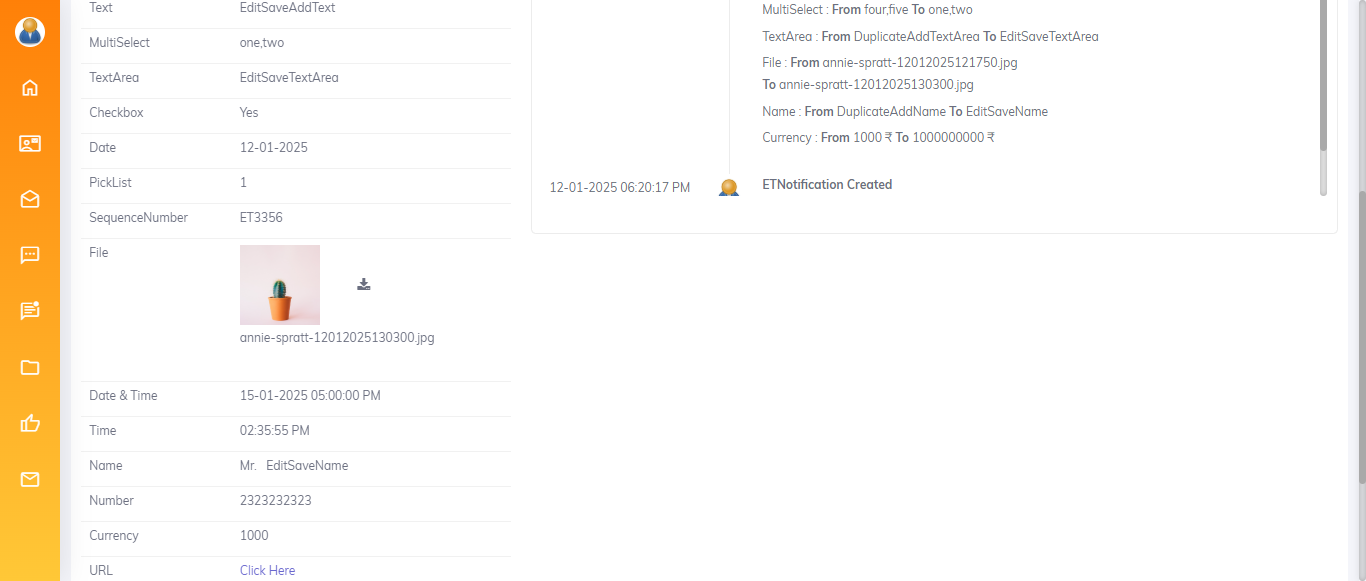 Text EditSaveAddText
MultiSelect one,two
TextArea EditSaveTextArea
Checkbox Yes
Date 12-01-2025
PickList 1
SequenceNumber ET3356
File
annie-spratt-12012025130300.jpg
Date & Time 15-01-2025 05:00:00 PM
Time 02:35:55 PM
Name Mr. EditSaveName
Number 2323232323
Currency 1000
URL Click Here
MultiSelect : From four,five To one,two
TextArea : From DuplicateAddTextArea To EditSaveTextArea
File : From annie-spratt-12012025121750.jpg
To annie-spratt-12012025130300.jpg
Name : From DuplicateAddName To EditSaveName
Currency : From 1000 ₹ To 1000000000 ₹
12-01-2025 06:20:17 PM ETNotification Created